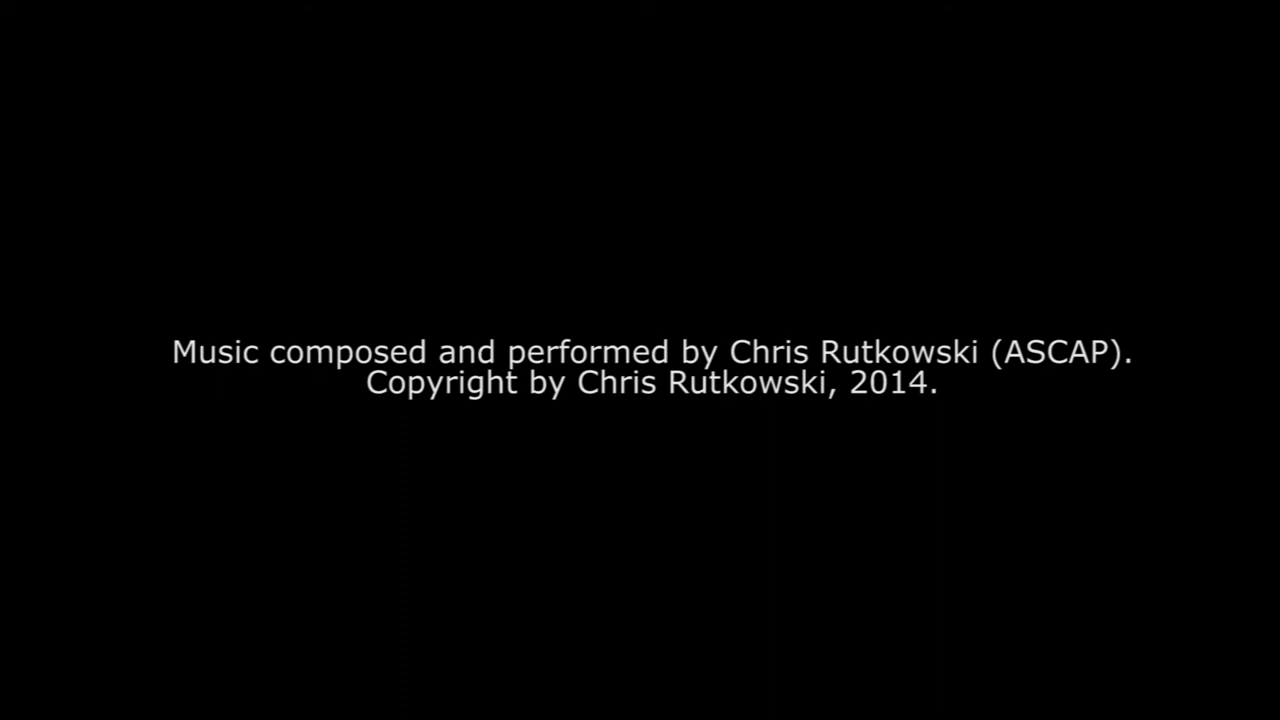 Music composed and performed by Chris Rutkowski (ASCAP).
Copyright by Chris Rutkowski, 2014.